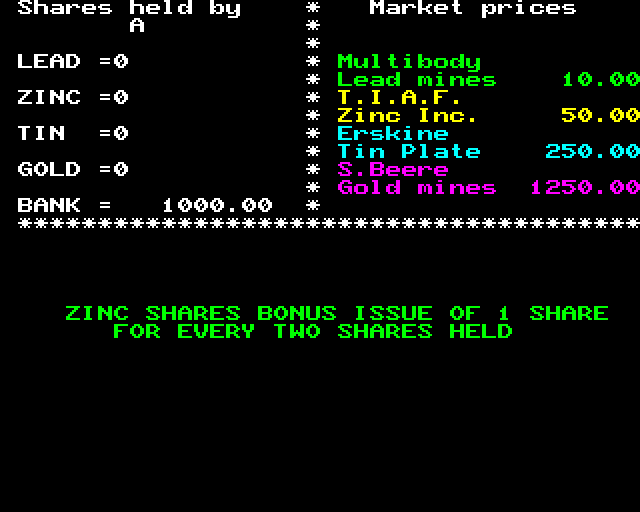 Shares held by * Market prices
A *
*
LEAD =0 * Multibody
* Lead mines 10.00
ZINC =0 * T.I.A.F.
* Zinc Inc. 50.00
TIN =0 * Erskine
* Tin Plate 250.00
GOLD =0 * S.Beere
* Gold mines 1250.00
BANK = 1000.00 *
***************************************
ZINC SHARES BONUS ISSUE OF 1 SHARE
FOR EVERY TWO SHARES HELD